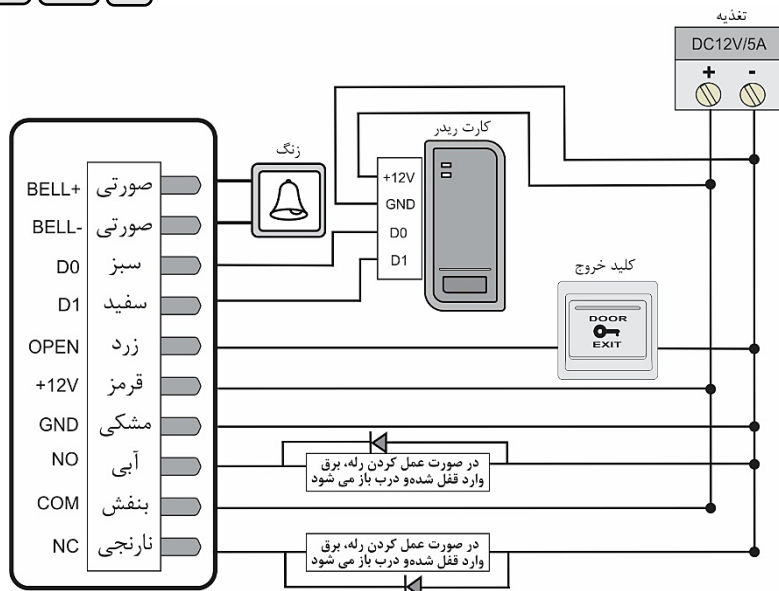 تغذیه
DC12V/5A
+ -
کارت ریدر
زنگ
+12V
GND
D0
D1
کلید خروج
DOOR
EXIT
BELL+ صورتی
BELL- صورتی
D0 سبز
D1 سفید
OPEN زرد
+12V قرمز
GND مشکی
NO آبی
COM بنفش
NC نارنجی
در صورت عمل کردن رله، برق
وارد قفل شدهو درب باز می شود
در صورت عمل کردن رله، برق
وارد قفل شدهو درب باز می شود